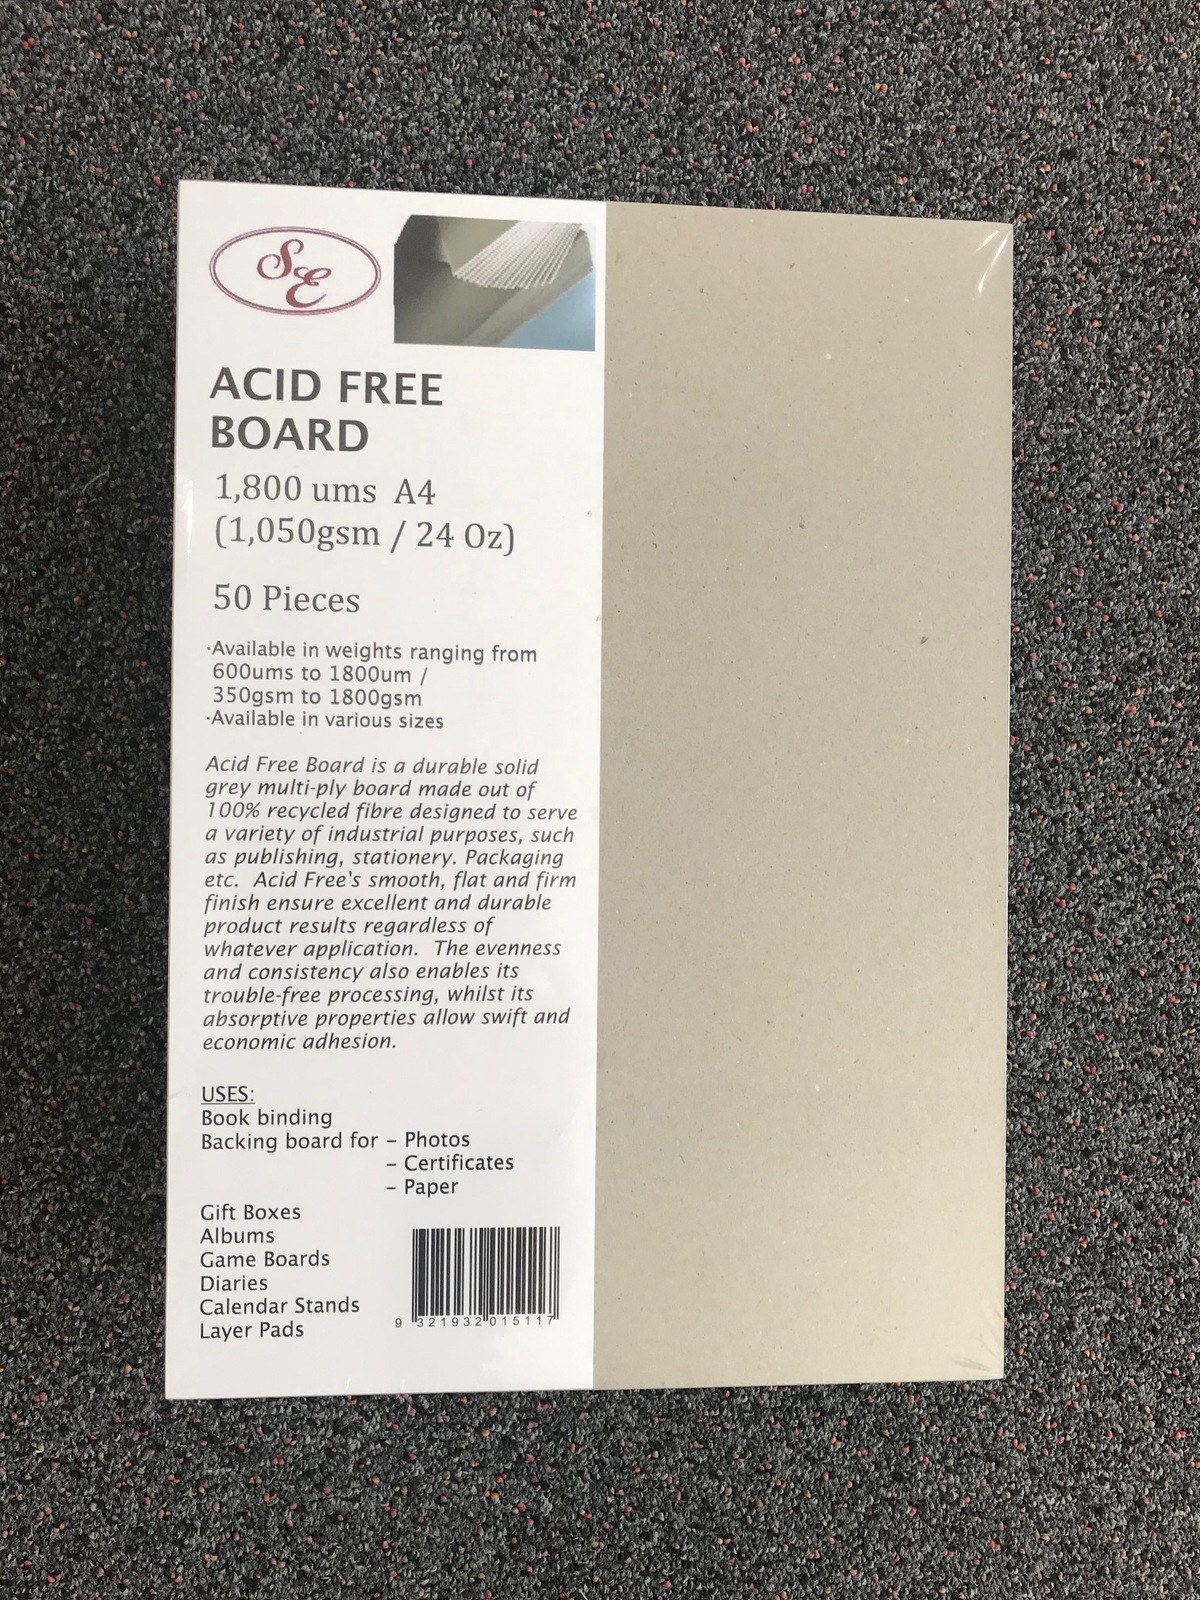 SE
ACID FREE
BOARD
1,800 ums A4
(1,050gsm / 24 Oz)
50 Pieces
·Available in weights ranging from
600ums to 1800um /
350gsm to 1800gsm
·Available in various sizes
Acid Free Board is a durable solid
grey multi-ply board made out of
100% recycled fibre designed to serve
a variety of industrial purposes, such
as publishing, stationery. Packaging
etc. Acid Free's smooth, flat and firm
finish ensure excellent and durable
product results regardless of
whatever application. The evenness
and consistency also enables its
trouble-free processing, whilst its
absorptive properties allow swift and
economic adhesion.
USES:
Book binding
Backing board for – Photos
– Certificates
– Paper
Gift Boxes
Albums
Game Boards
Diaries
Calendar Stands
Layer Pads
9 321932 015117